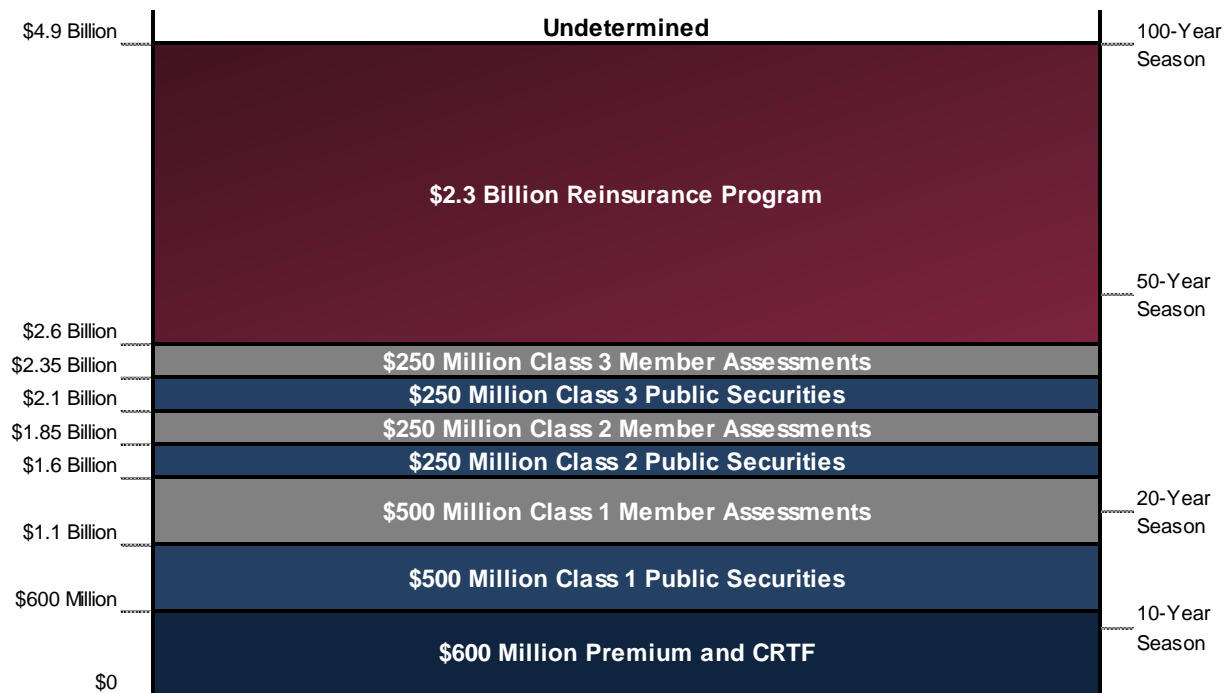 Undetermined
$4.9 Billion
100-Year
Season
$2.3 Billion Reinsurance Program
50-Year
Season
$2.6 Billion
$250 Million Class 3 Member Assessments
$2.35 Billion
$250 Million Class 3 Public Securities
$2.1 Billion
$250 Million Class 2 Member Assessments
$1.85 Billion
$250 Million Class 2 Public Securities
$1.6 Billion
20-Year
Season
$500 Million Class 1 Member Assessments
$1.1 Billion
$500 Million Class 1 Public Securities
$600 Million
10-Year
Season
$600 Million Premium and CRTF
$0